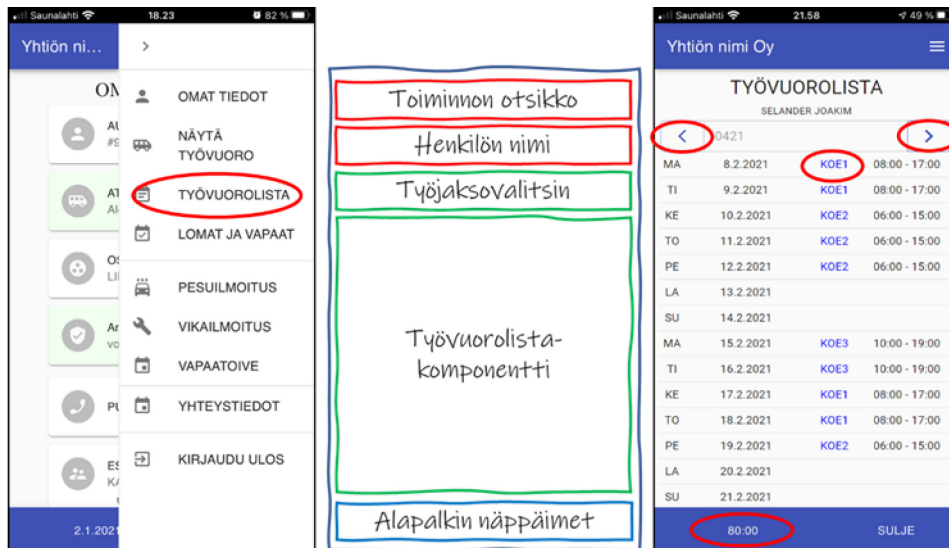 Saunalahti 18.23 82 %
Yhtiön ni...
OMAT TIEDOT
NÄYTÄ
TYÖVUORO
TYÖVUOROLISTA
LOMAT JA VAPAAT
PESUILMOITUS
VIKAILMOITUS
VAPAATOIVE
YHTEYSTIEDOT
KIRJAUDU ULOS
2.1.2021
Toiminnon otsikko
Henkilön nimi
Työjaksovalitsin
Työvuorolista-
komponentti
Alapalkin näppäimet
Saunalahti 21.58 49 %
Yhtiön nimi Oy
TYÖVUOROLISTA
SELANDER JOAKIM
0421
MA 8.2.2021 KOE1 08:00 - 17:00
TI 9.2.2021 KOE1 08:00 - 17:00
KE 10.2.2021 KOE2 06:00 - 15:00
TO 11.2.2021 KOE2 06:00 - 15:00
PE 12.2.2021 KOE2 06:00 - 15:00
LA 13.2.2021
SU 14.2.2021
MA 15.2.2021 KOE3 10:00 - 19:00
TI 16.2.2021 KOE3 10:00 - 19:00
KE 17.2.2021 KOE1 08:00 - 17:00
TO 18.2.2021 KOE1 08:00 - 17:00
PE 19.2.2021 KOE2 06:00 - 15:00
LA 20.2.2021
SU 21.2.2021
80:00 SULJE